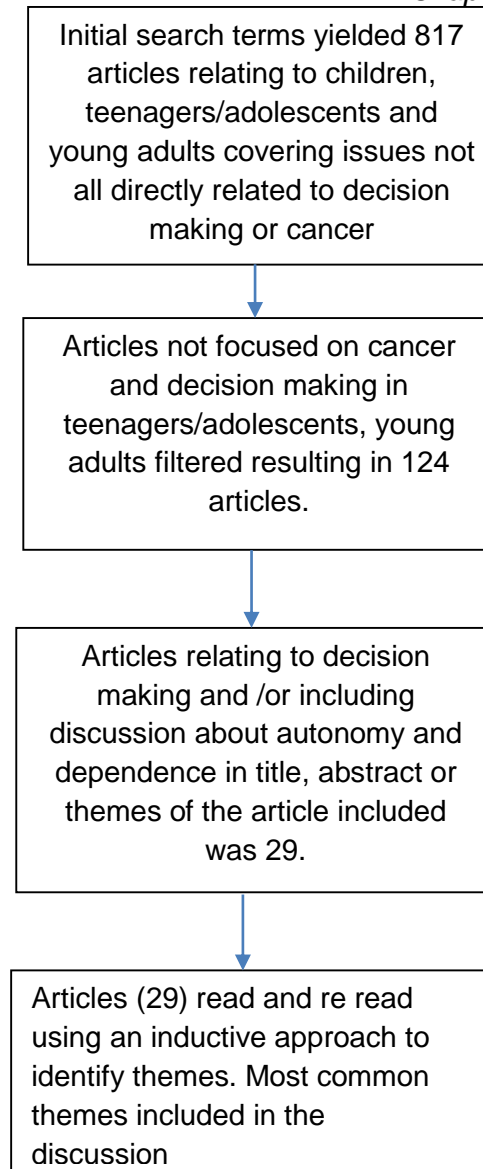 Initial search terms yielded 817
articles relating to children,
teenagers/adolescents and
young adults covering issues not
all directly related to decision
making or cancer
Articles not focused on cancer
and decision making in
teenagers/adolescents, young
adults filtered resulting in 124
articles.
Articles relating to decision
making and /or including
discussion about autonomy and
dependence in title, abstract or
themes of the article included
was 29.
Articles (29) read and re read
using an inductive approach to
identify themes. Most common
themes included in the
discussion